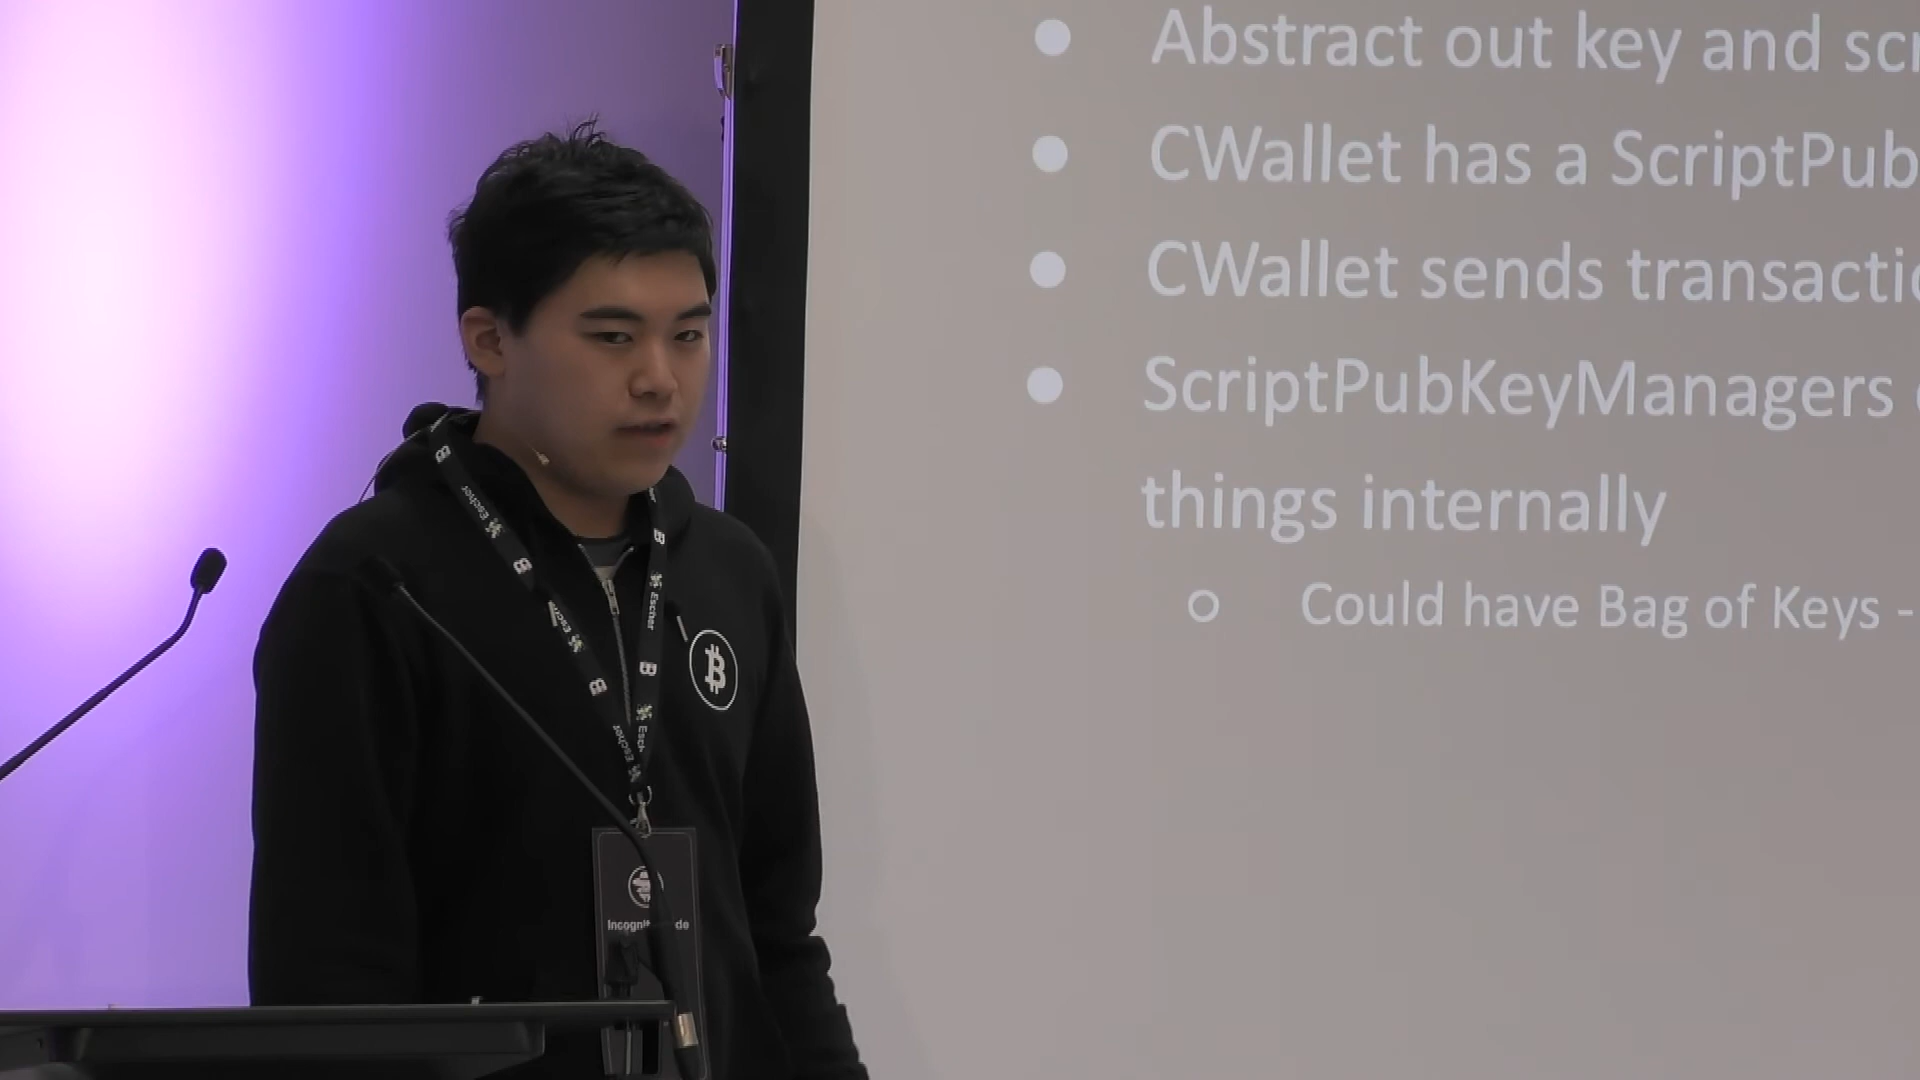 Abstract out key and scr
CWallet has a ScriptPub
CWallet sends transactio
ScriptPubKeyManagers
things internally
Could have Bag of Keys -
Escher
Escher
Escher
Escher